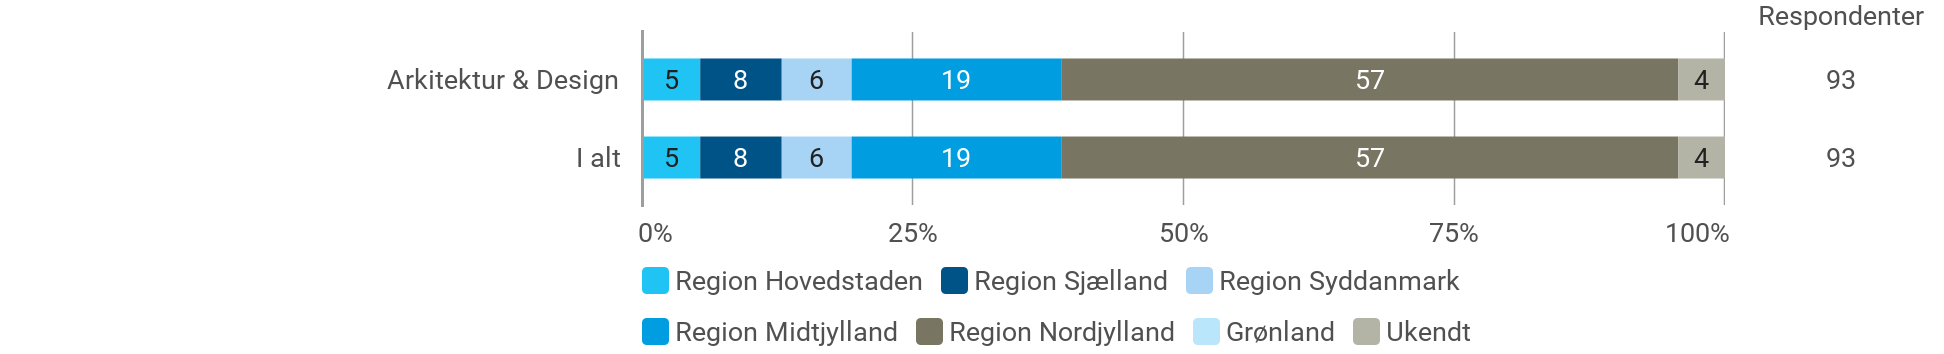 Respondenter
Arkitektur & Design 5 8 6 19 57 4 93
I alt 5 8 6 19 57 4 93
0% 25% 50% 75% 100%
Region Hovedstaden Region Sjælland Region Syddanmark
Region Midtjylland Region Nordjylland Grønland Ukendt